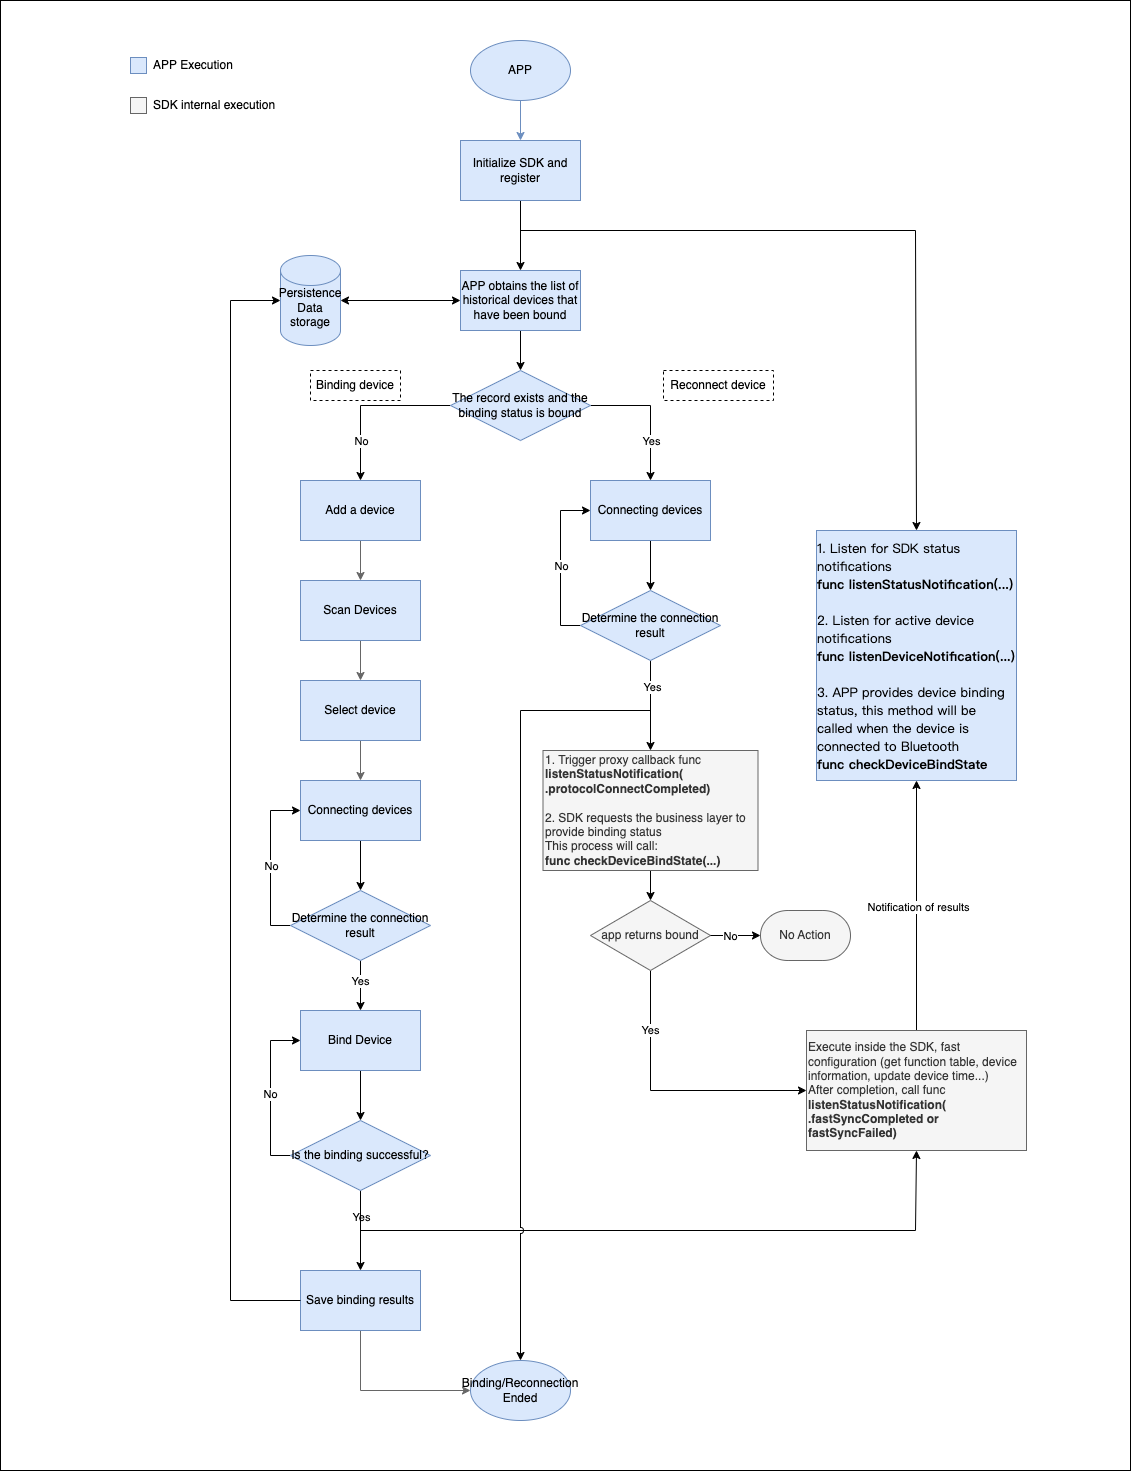 APP Execution
SDK internal execution
APP
Initialize SDK and
register
Persistence
Data
storage
APP obtains the list of
historical devices that
have been bound
Binding device
Reconnect device
The record exists and the
binding status is bound
No
Yes
Add a device
Connecting devices
No
Scan Devices
Determine the connection
result
Select device
Yes
1. Listen for SDK status
notifications
func listenStatusNotification(...)
2. Listen for active device
notifications
func listenDeviceNotification(...)
3. APP provides device binding
status, this method will be
called when the device is
connected to Bluetooth
func checkDeviceBindState
1. Trigger proxy callback func
listenStatusNotification(
.protocolConnectCompleted)
2. SDK requests the business layer to
provide binding status
This process will call:
func checkDeviceBindState(...)
Connecting devices
No
Determine the connection
result
Yes
app returns bound
No
No Action
Notification of results
Yes
Bind Device
No
Is the binding successful?
Yes
Execute inside the SDK, fast
configuration (get function table, device
information, update device time...)
After completion, call func
listenStatusNotification(
.fastSyncCompleted or
fastSyncFailed)
Save binding results
Binding/Reconnection
Ended